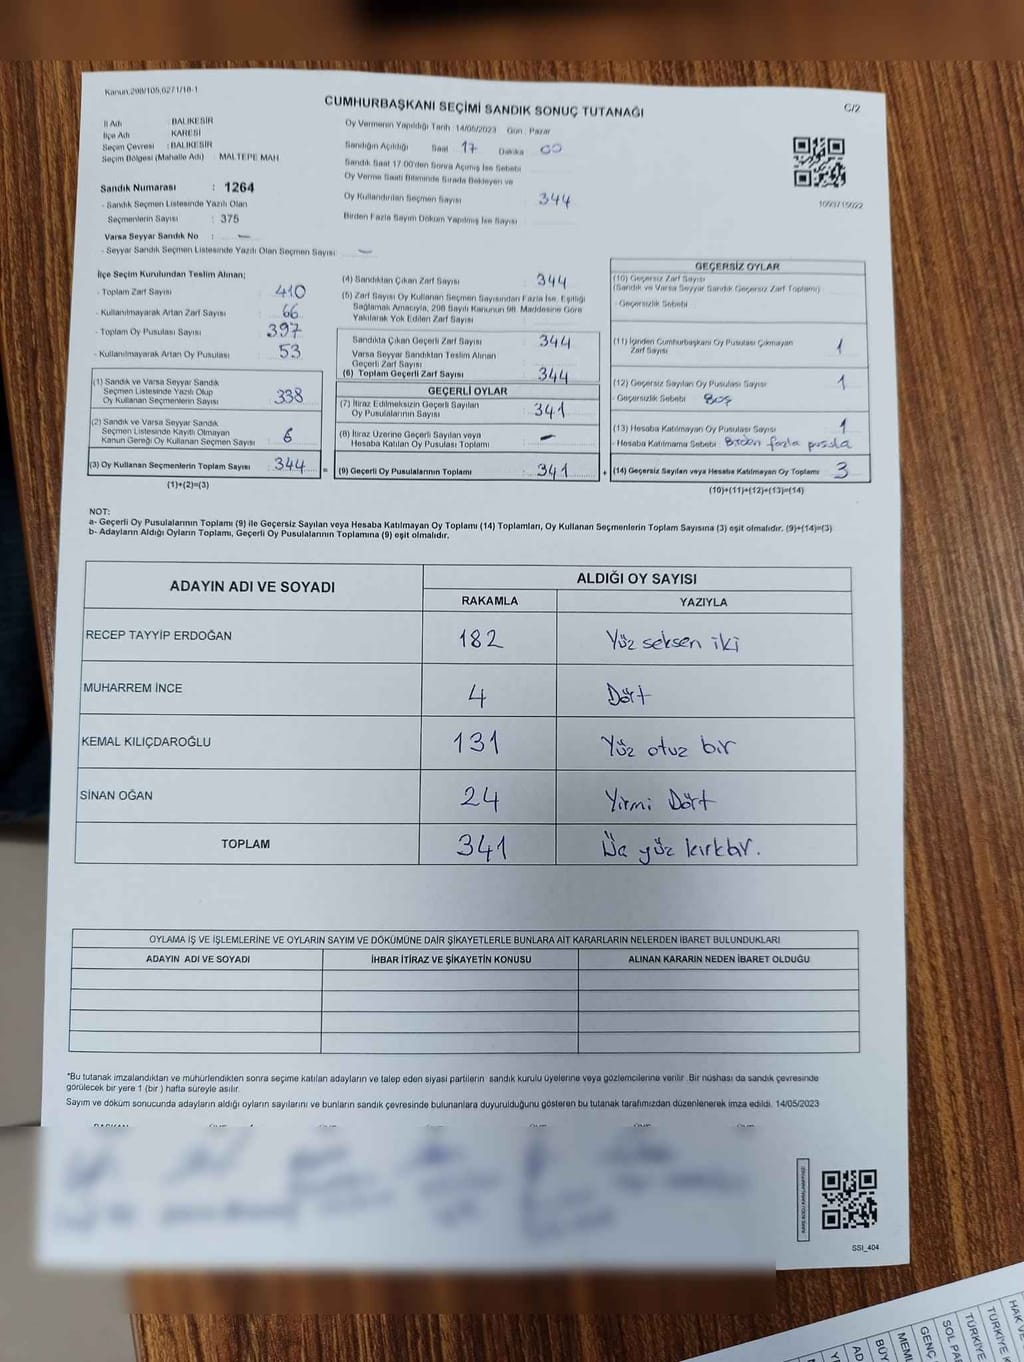 Kanun.298/105,6271/18-1
CUMHURBAŞKANI SEÇİMİ SANDIK SONUÇ TUTANAĞI
C/2
İl Adı BALIKESİR
İlçe Adı KARESİ
Seçim Çevresi : BALIKESİR
Seçim Bölgesi (Mahalle Adı) : MALTEPE MAH.
Sandık Numarası : 1264
- Sandık Seçmen Listesinde Yazılı Olan
Seçmenlerin Sayısı : 375
Varsa Seyyar Sandık No : —
- Seyyar Sandık Seçmen Listesinde Yazılı Olan Seçmen Sayısı : —
Oy Vermenin Yapıldığı Tarih 14/05/2023 Gün : Pazar
Sandığın Açıldığı Saat 17 Dakika 00
Sandık Saat 17.00'den Sonra Açımış İse Sebebi
Oy Verme Saati Bitiminde Sırada Bekleyen ve
Oy Kullandırılan Seçmen Sayısı : 344
Birden Fazla Sayım Döküm Yapılmış İse Sayısı
İlçe Seçim Kurulundan Teslim Alınan;
- Toplam Zarf Sayısı : 410
- Kullanılmayarak Artan Zarf Sayısı : 66
- Toplam Oy Pusulası Sayısı : 397
- Kullanılmayarak Artan Oy Pusulası : 53
(1) Sandık ve Varsa Seyyar Sandık
Seçmen Listesinde Yazılı Olup
Oy Kullanan Seçmenlerin Sayısı : 338
(2) Sandık ve Varsa Seyyar Sandık
Seçmen Listesinde Kayıtlı Olmayan
Kanun Gereği Oy Kullanan Seçmen Sayısı : 6
(3) Oy Kullanan Seçmenlerin Toplam Sayısı : 344 =
(1)+(2)=(3)
(4) Sandıktan Çıkan Zarf Sayısı : 344
(5) Zarf Sayısı Oy Kullanan Seçmen Sayısından Fazla İse, Eşitliği
Sağlamak Amacıyla, 298 Sayılı Kanunun 98. Maddesine Göre
Yakılarak Yok Edilen Zarf Sayısı
Sandıkta Çıkan Geçerli Zarf Sayısı : 344
Varsa Seyyar Sandıktan Teslim Alınan
Geçerli Zarf Sayısı
(6) Toplam Geçerli Zarf Sayısı : 344
GEÇERLİ OYLAR
(7) İtiraz Edilmeksizin Geçerli Sayılan
Oy Pusulalarının Sayısı : 341
(8) İtiraz Üzerine Geçerli Sayılan veya
Hesaba Katılan Oy Pusulası Toplamı : —
(9) Geçerli Oy Pusulalarının Toplamı : 341 +
GEÇERSİZ OYLAR
(10) Geçersiz Zarf Sayısı
(Sandık ve Varsa Seyyar Sandık Geçersiz Zarf Toplamı)
- Geçersizlik Sebebi
(11) İçinden Cumhurbaşkanı Oy Pusulası Çıkmayan
Zarf Sayısı : 1
(12) Geçersiz Sayılan Oy Pusulası Sayısı : 1
- Geçersizlik Sebebi : Boş
(13) Hesaba Katılmayan Oy Pusulası Sayısı : 1
- Hesaba Katılmama Sebebi : Birden fazla pusula
(14) Geçersiz Sayılan veya Hesaba Katılmayan Oy Toplamı : 3
(10)+(11)+(12)+(13)=(14)
NOT:
a- Geçerli Oy Pusulalarının Toplamı (9) ile Geçersiz Sayılan veya Hesaba Katılmayan Oy Toplamı (14) Toplamları, Oy Kullanan Seçmenlerin Toplam Sayısına (3) eşit olmalıdır. (9)+(14)=(3)
b- Adayların Aldığı Oyların Toplamı, Geçerli Oy Pusulalarının Toplamına (9) eşit olmalıdır.
ADAYIN ADI VE SOYADI ALDIĞI OY SAYISI
RAKAMLA YAZIYLA
RECEP TAYYİP ERDOĞAN 182 Yüz seksen iki
MUHARREM İNCE 4 Dört
KEMAL KILIÇDAROĞLU 131 Yüz otuz bir
SİNAN OĞAN 24 Yirmi Dört
TOPLAM 341 Üç yüz kırkbir.
OYLAMA İŞ VE İŞLEMLERİNE VE OYLARIN SAYIM VE DÖKÜMÜNE DAİR ŞİKAYETLERLE BUNLARA AİT KARARLARIN NELERDEN İBARET BULUNDUKLARI
ADAYIN ADI VE SOYADI İHBAR İTİRAZ VE ŞİKAYETİN KONUSU ALINAN KARARIN NEDEN İBARET OLDUĞU
*Bu tutanak imzalandıktan ve mühürlendikten sonra seçime katılan adayların ve talep eden siyasi partilerin sandık kurulu üyelerine veya gözlemcilerine verilir. Bir nüshası da sandık çevresinde
görülecek bir yere 1 (bir ) hafta süreyle asılır.
Sayım ve döküm sonucunda adayların aldığı oyların sayılarını ve bunların sandık çevresinde bulunanlara duyurulduğunu gösteren bu tutanak tarafımızdan düzenlenerek imza edildi. 14/05/2023
SSI_404
GENÇ
SOL PA
TÜRKİYE
TÜRKİYE K